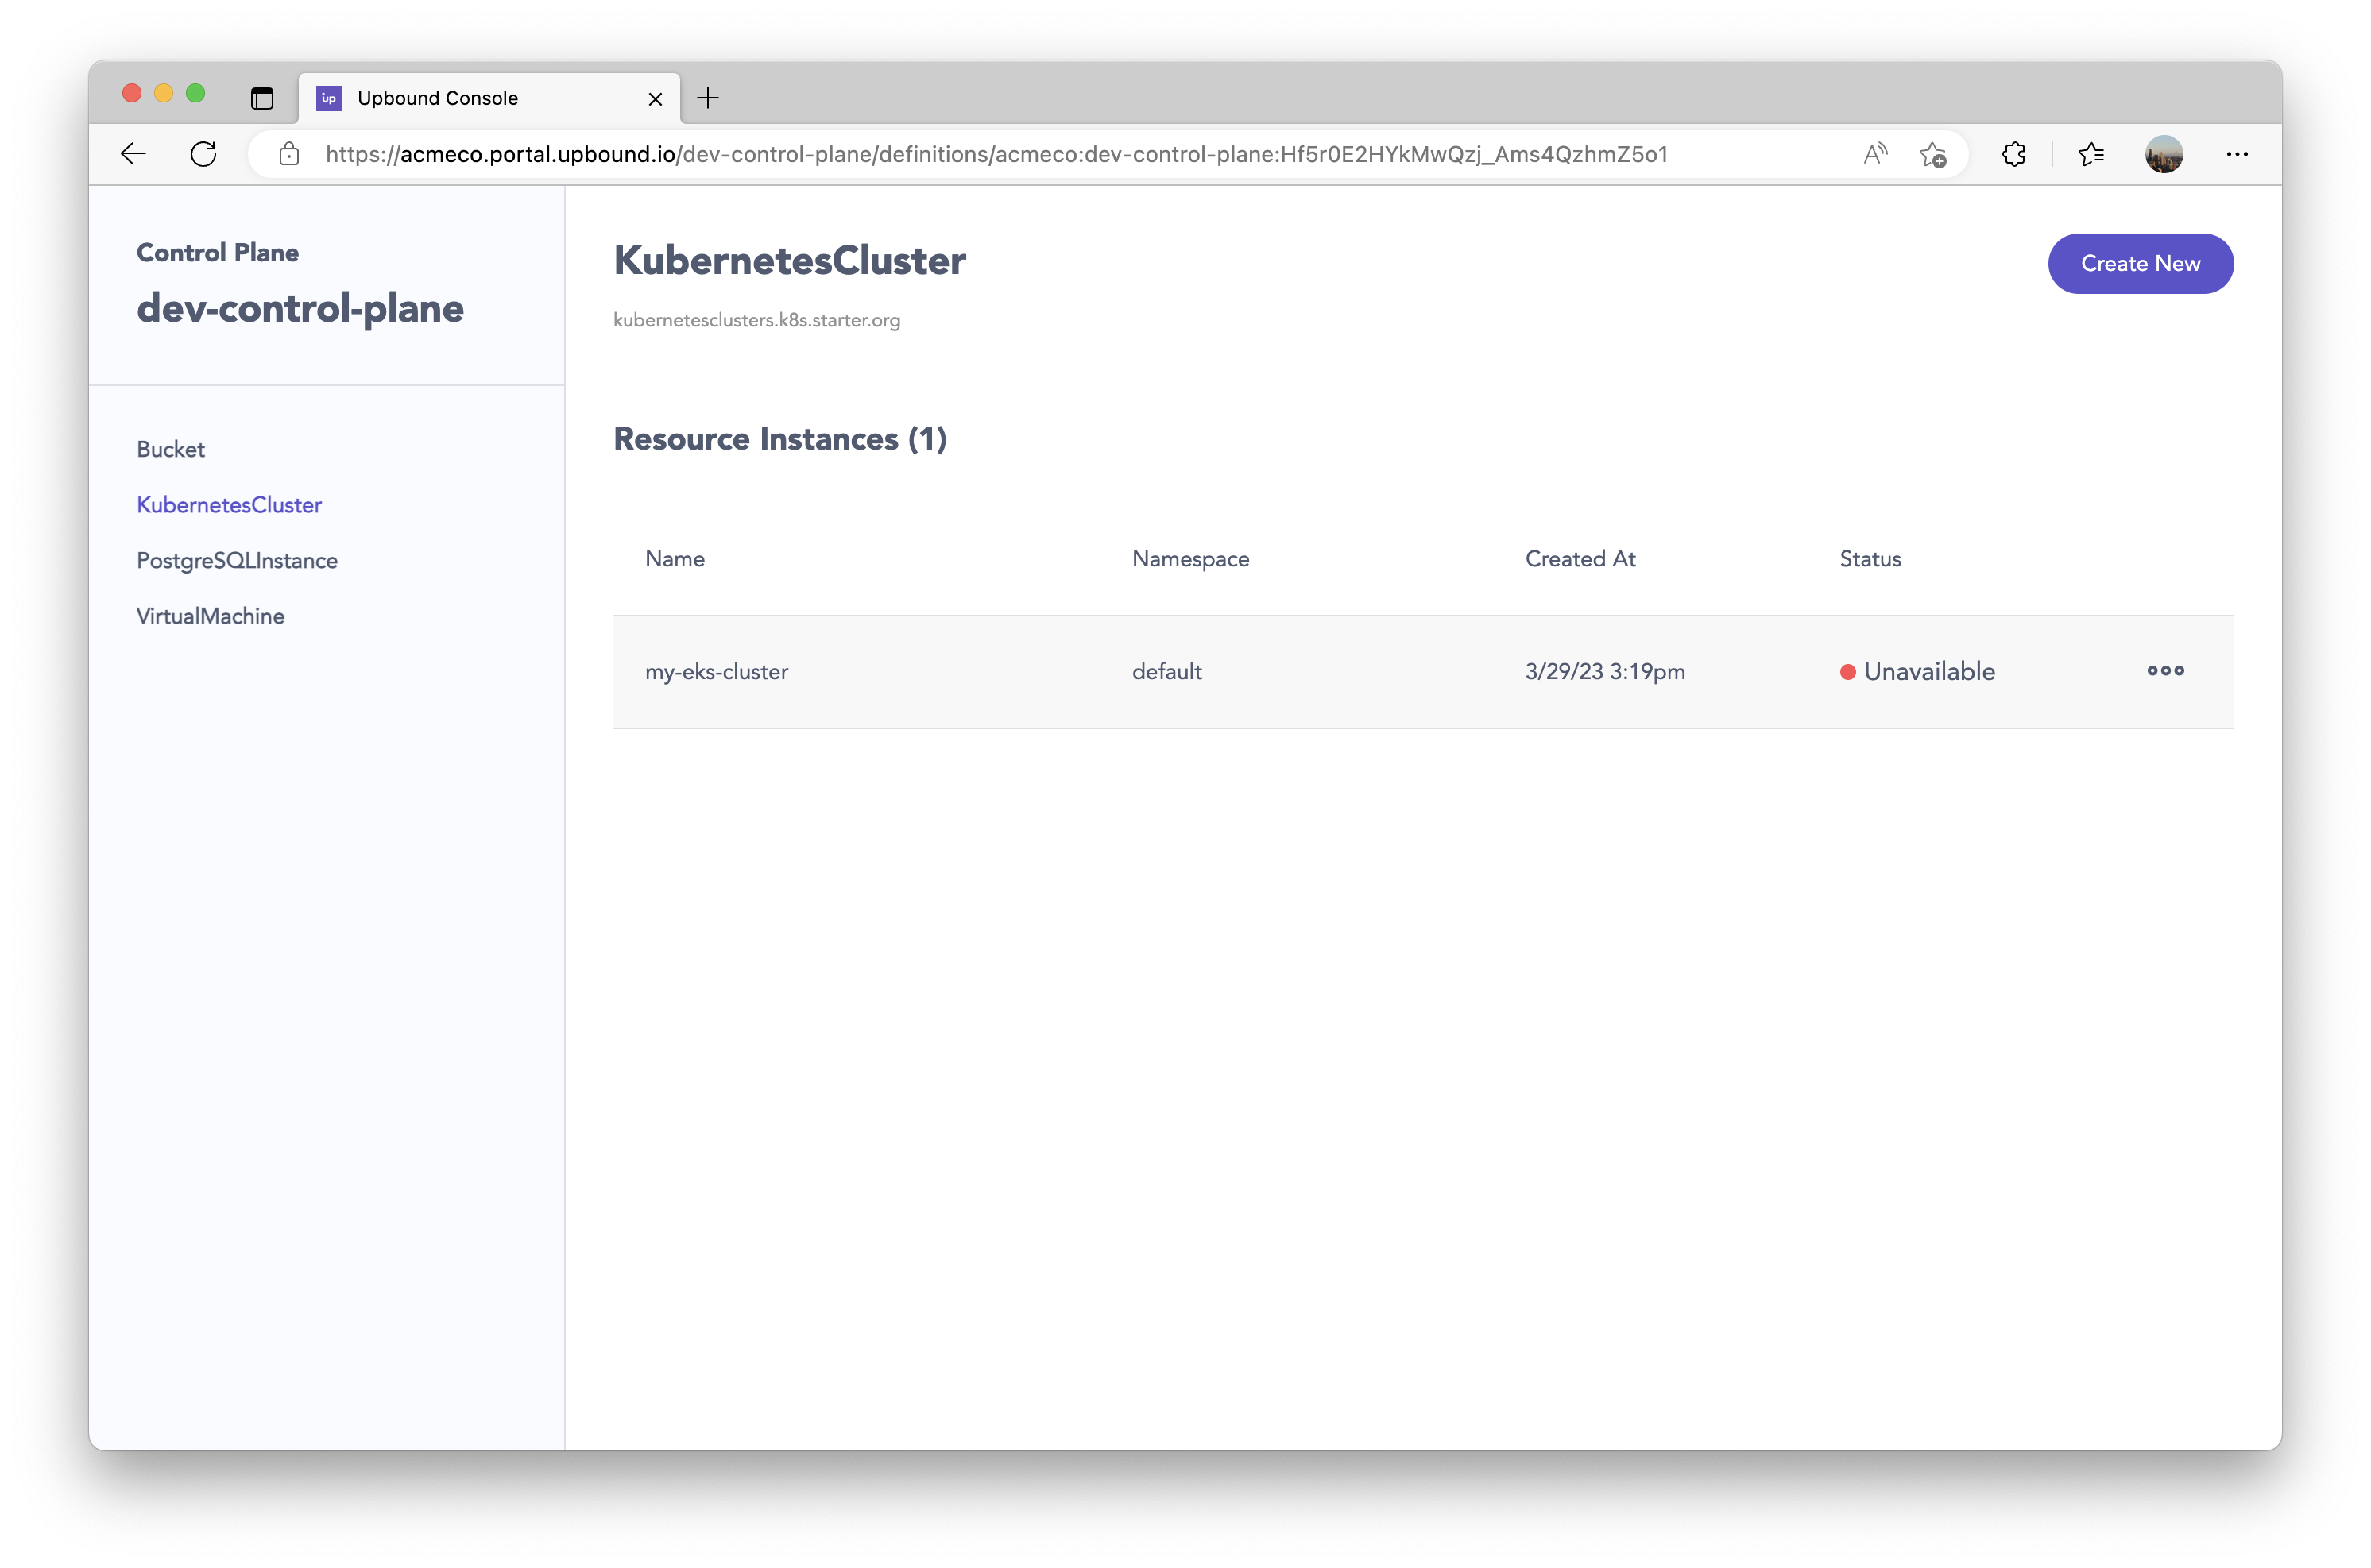 up Upbound Console
https://acmeco.portal.upbound.io/dev-control-plane/definitions/acmeco:dev-control-plane:Hf5r0E2HYkMwQzj_Ams4QzhmZ5o1
Control Plane
dev-control-plane
Bucket
KubernetesCluster
PostgreSQLInstance
VirtualMachine
KubernetesCluster
Create New
kubernetesclusters.k8s.starter.org
Resource Instances (1)
Name Namespace Created At Status
my-eks-cluster default 3/29/23 3:19pm Unavailable